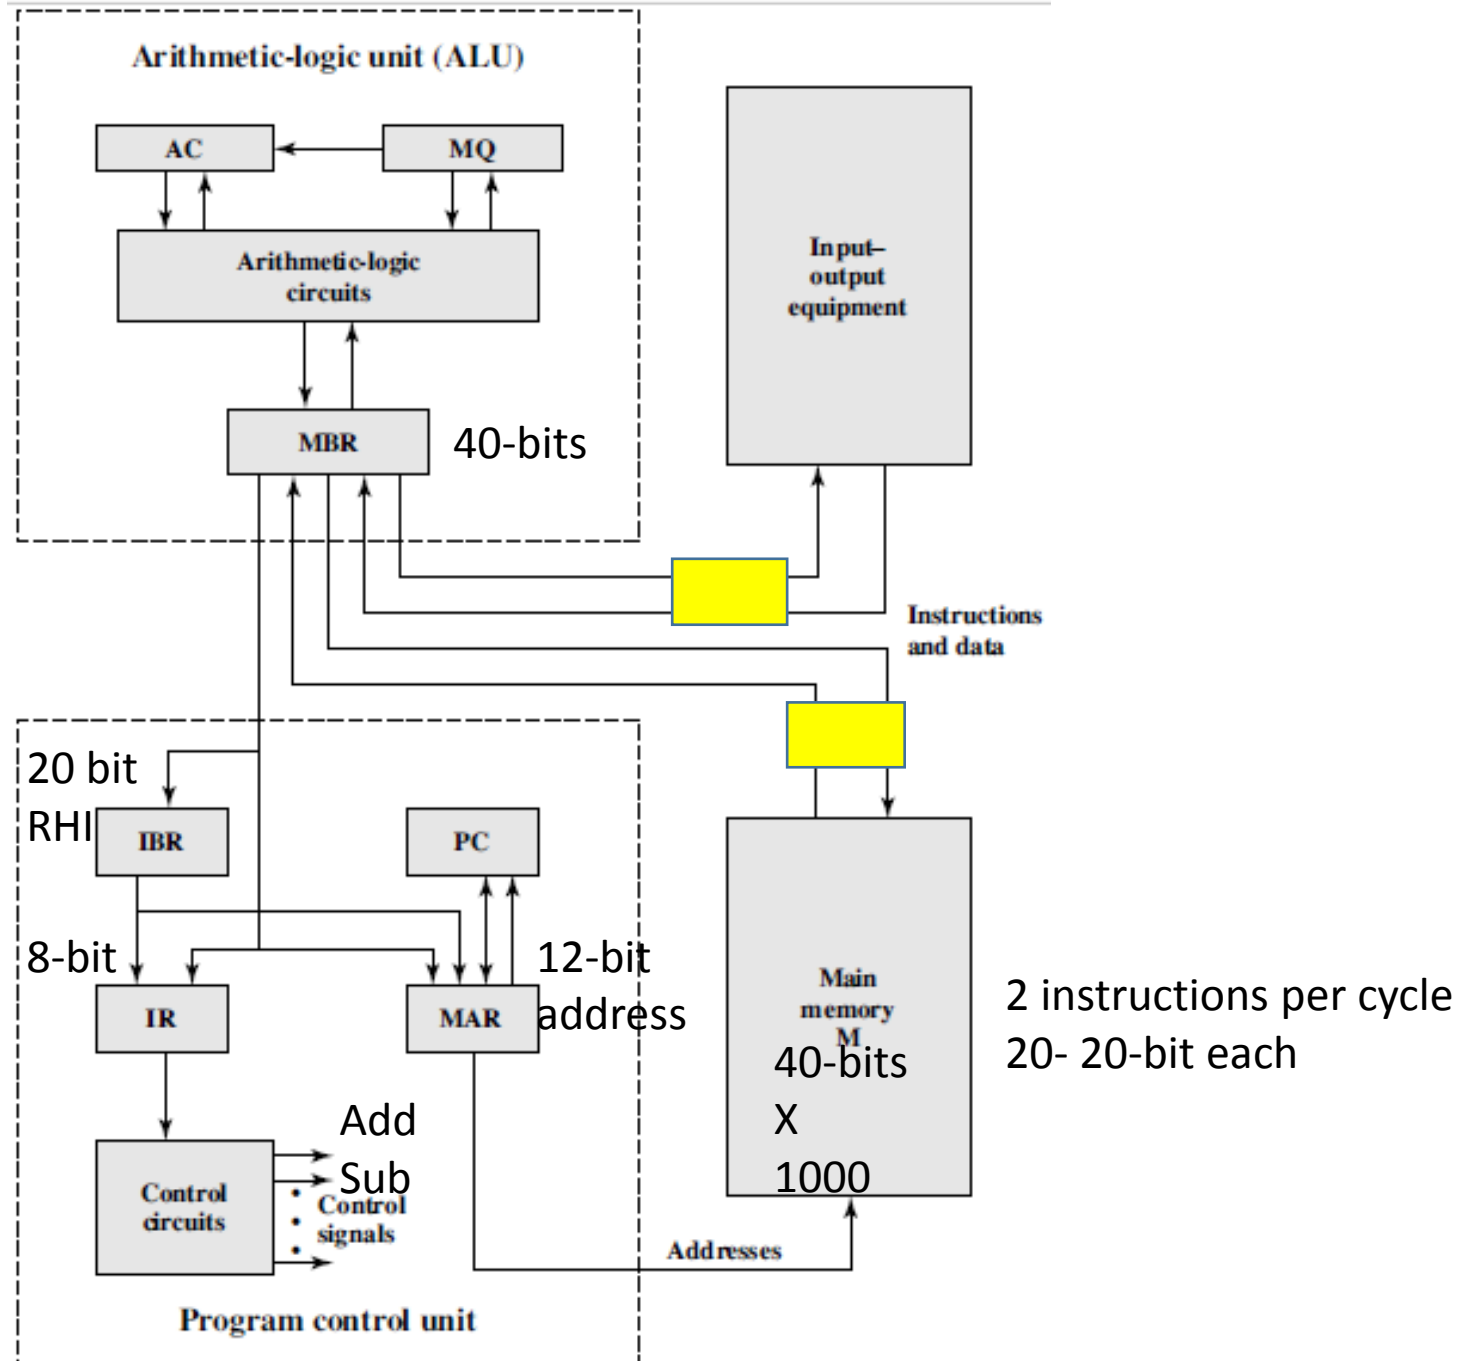 Arithmetic-logic unit (ALU)
AC
MQ
Arithmetic-logic
circuits
Input–
output
equipment
MBR
40-bits
Instructions
and data
20 bit
RHI
IBR
PC
8-bit
12-bit
address
IR
MAR
Main
memory
M
40-bits
X
1000
2 instructions per cycle
20- 20-bit each
Add
Sub
Control
circuits
Control
signals
Addresses
Program control unit